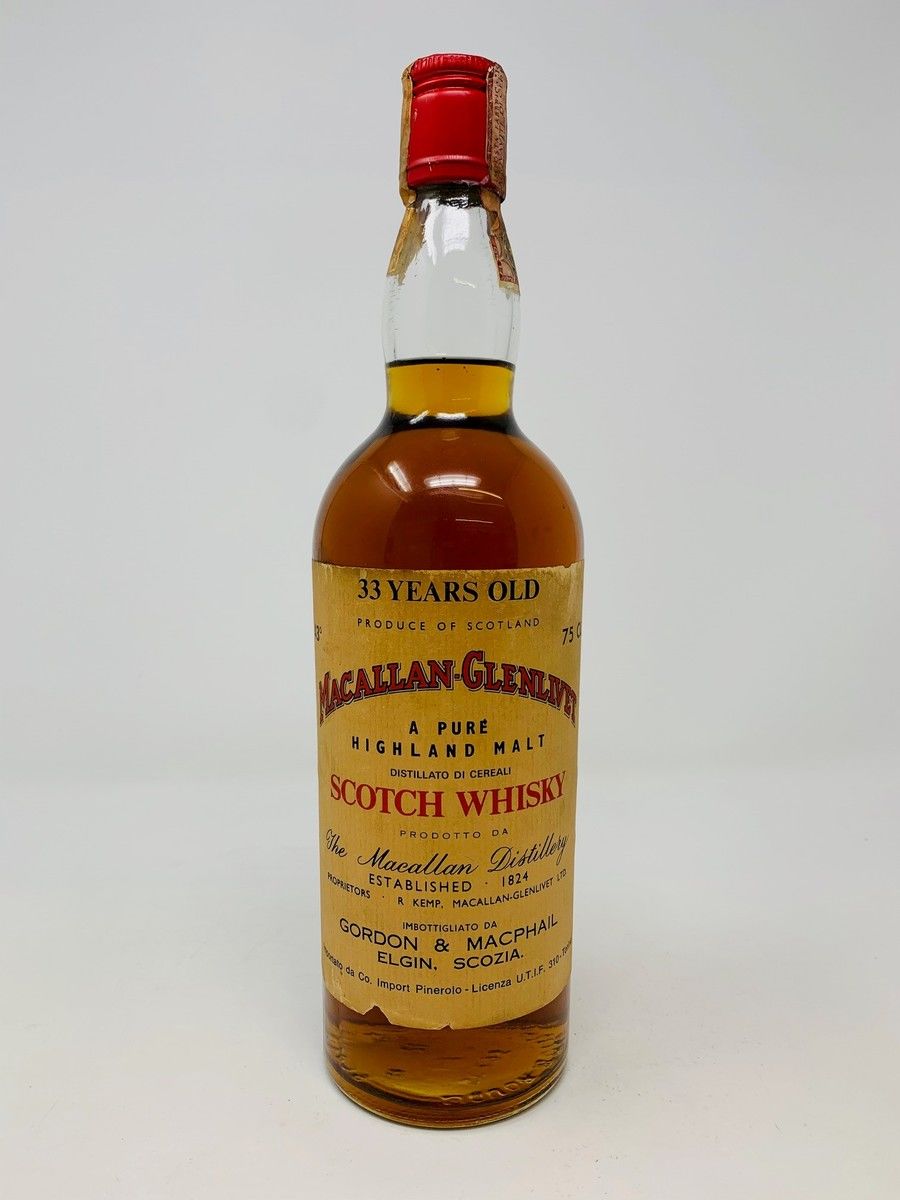 33 YEARS OLD
PRODUCE OF SCOTLAND
3° 75 C
MACALLAN-GLENLIVET
A PURE
HIGHLAND MALT
DISTILLATO DI CEREALI
SCOTCH WHISKY
PRODOTTO DA
The Macallan Distillery
ESTABLISHED · 1824
PROPRIETORS · R KEMP, MACALLAN-GLENLIVET LTD.
IMBOTTIGLIATO DA
GORDON & MACPHAIL
ELGIN, SCOZIA.
da Co. Import Pinerolo - Licenza U.T.I.F. 310-